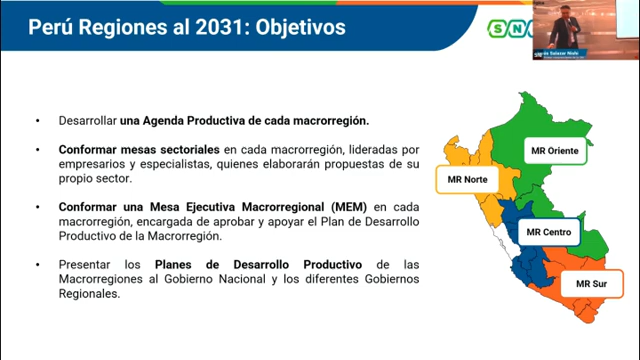 Perú Regiones al 2031: Objetivos
SN
Salazar Niño
• Desarrollar una Agenda Productiva de cada macrorregión.
• Conformar mesas sectoriales en cada macrorregión, lideradas por
empresarios y especialistas, quienes elaborarán propuestas de su
propio sector.
• Conformar una Mesa Ejecutiva Macrorregional (MEM) en cada
macrorregión, encargada de aprobar y apoyar el Plan de Desarrollo
Productivo de la Macrorregión.
• Presentar los Planes de Desarrollo Productivo de las
Macrorregiones al Gobierno Nacional y los diferentes Gobiernos
Regionales.
MR Oriente
MR Norte
MR Centro
MR Sur